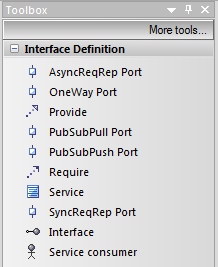 Toolbox
More tools...
Interface Definition
AsyncReqRep Port
OneWay Port
Provide
PubSubPull Port
PubSubPush Port
Require
Service
SyncReqRep Port
Interface
Service consumer